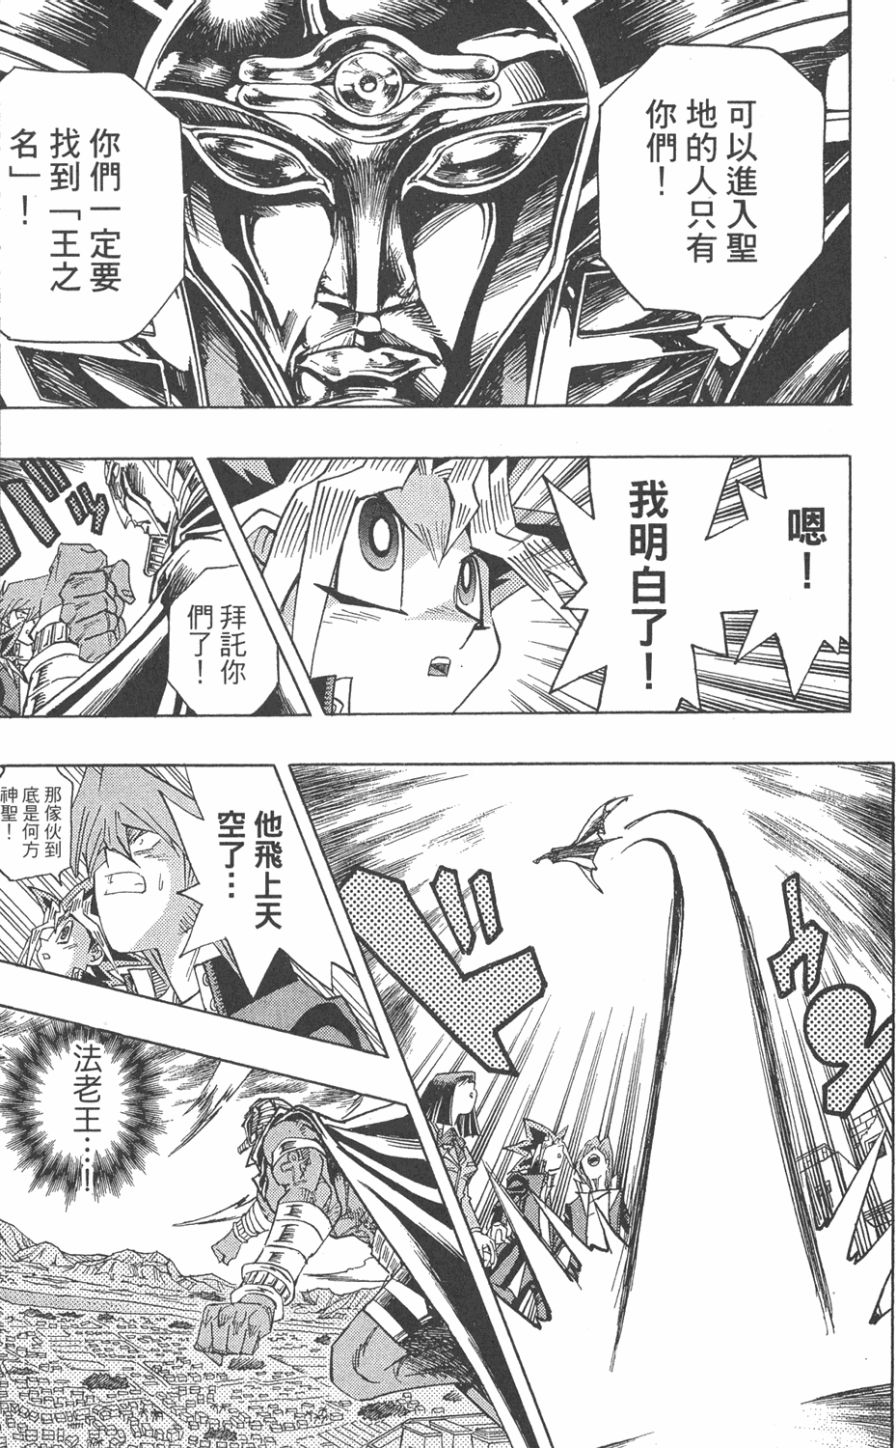 可以進入聖
地的人只有
你們！
你們一定要
找到「王之
名」！
嗯！
我明白了！
拜託你
們了！
ドッ
他飛上天
空了…
那傢伙到
底是何方
神聖！
法老王…！